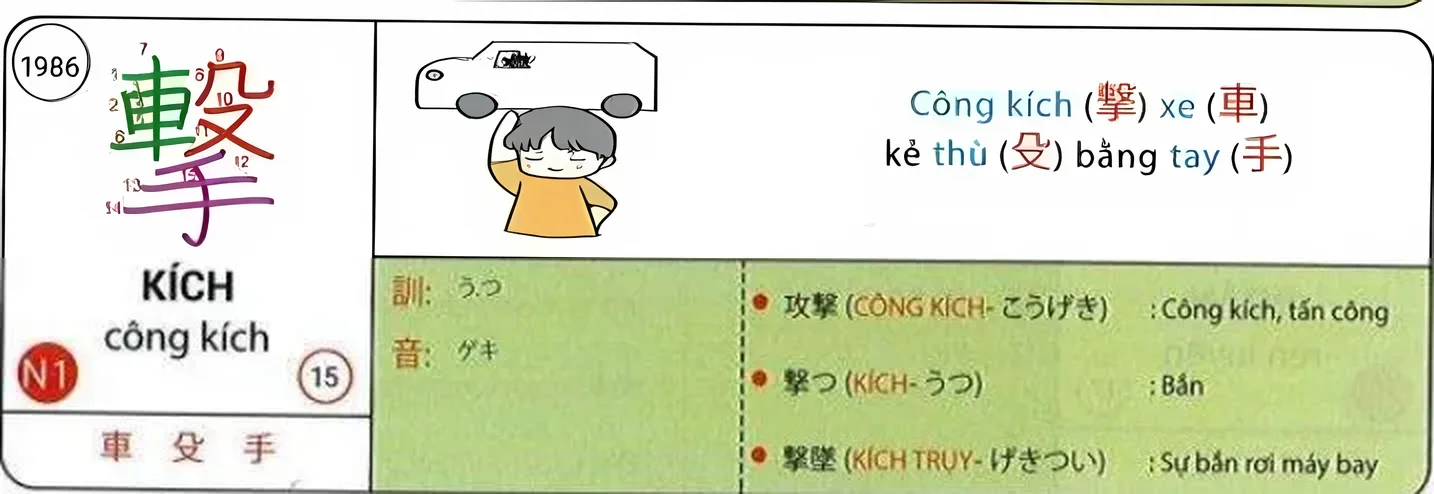 1986
撃
KÍCH
công kích
N1
15
車 殳 手
Công kích (撃) xe (車)
kẻ thù (殳) bằng tay (手)
訓: う.つ
音: ゲキ
攻撃 (CÔNG KÍCH- こうげき) : Công kích, tấn công
撃つ (KÍCH- うつ) : Bắn
撃墜 (KÍCH TRỤY- げきつい) : Sự bắn rơi máy bay